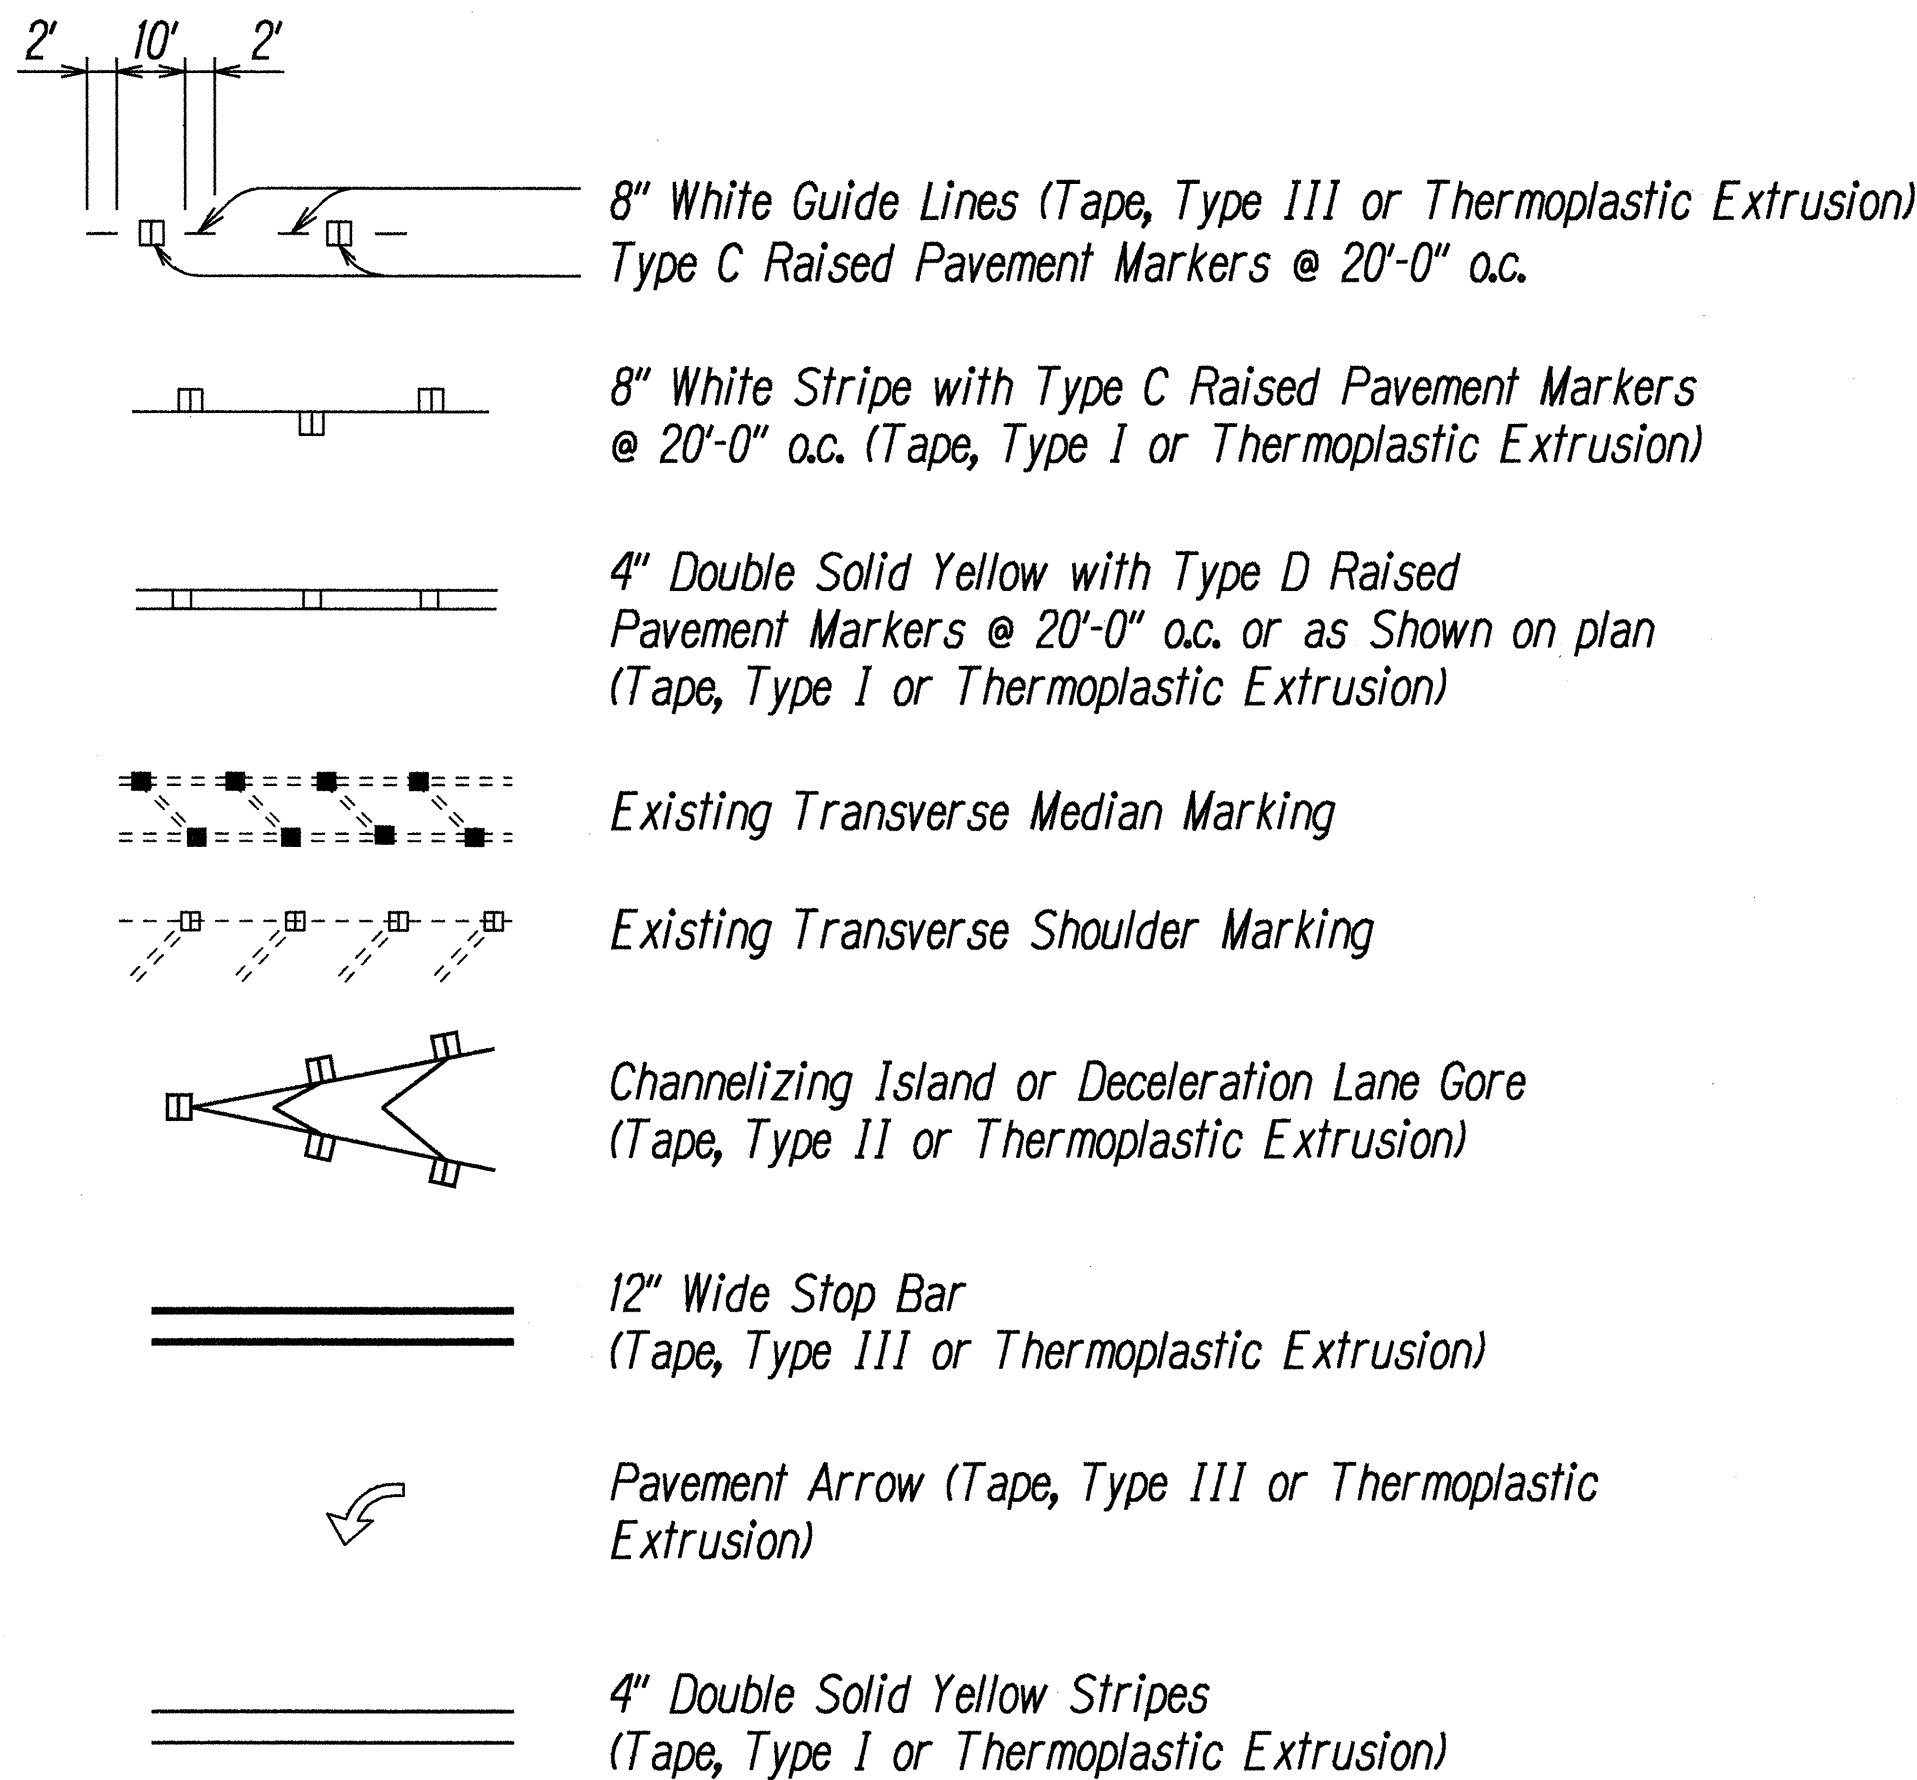 2' 10' 2'
8" White Guide Lines (Tape, Type III or Thermoplastic Extrusion)
Type C Raised Pavement Markers @ 20'-0" o.c.
8" White Stripe with Type C Raised Pavement Markers
@ 20'-0" o.c. (Tape, Type I or Thermoplastic Extrusion)
4" Double Solid Yellow with Type D Raised
Pavement Markers @ 20'-0" o.c. or as Shown on plan
(Tape, Type I or Thermoplastic Extrusion)
Existing Transverse Median Marking
Existing Transverse Shoulder Marking
Channelizing Island or Deceleration Lane Gore
(Tape, Type II or Thermoplastic Extrusion)
12" Wide Stop Bar
(Tape, Type III or Thermoplastic Extrusion)
Pavement Arrow (Tape, Type III or Thermoplastic
Extrusion)
4" Double Solid Yellow Stripes
(Tape, Type I or Thermoplastic Extrusion)